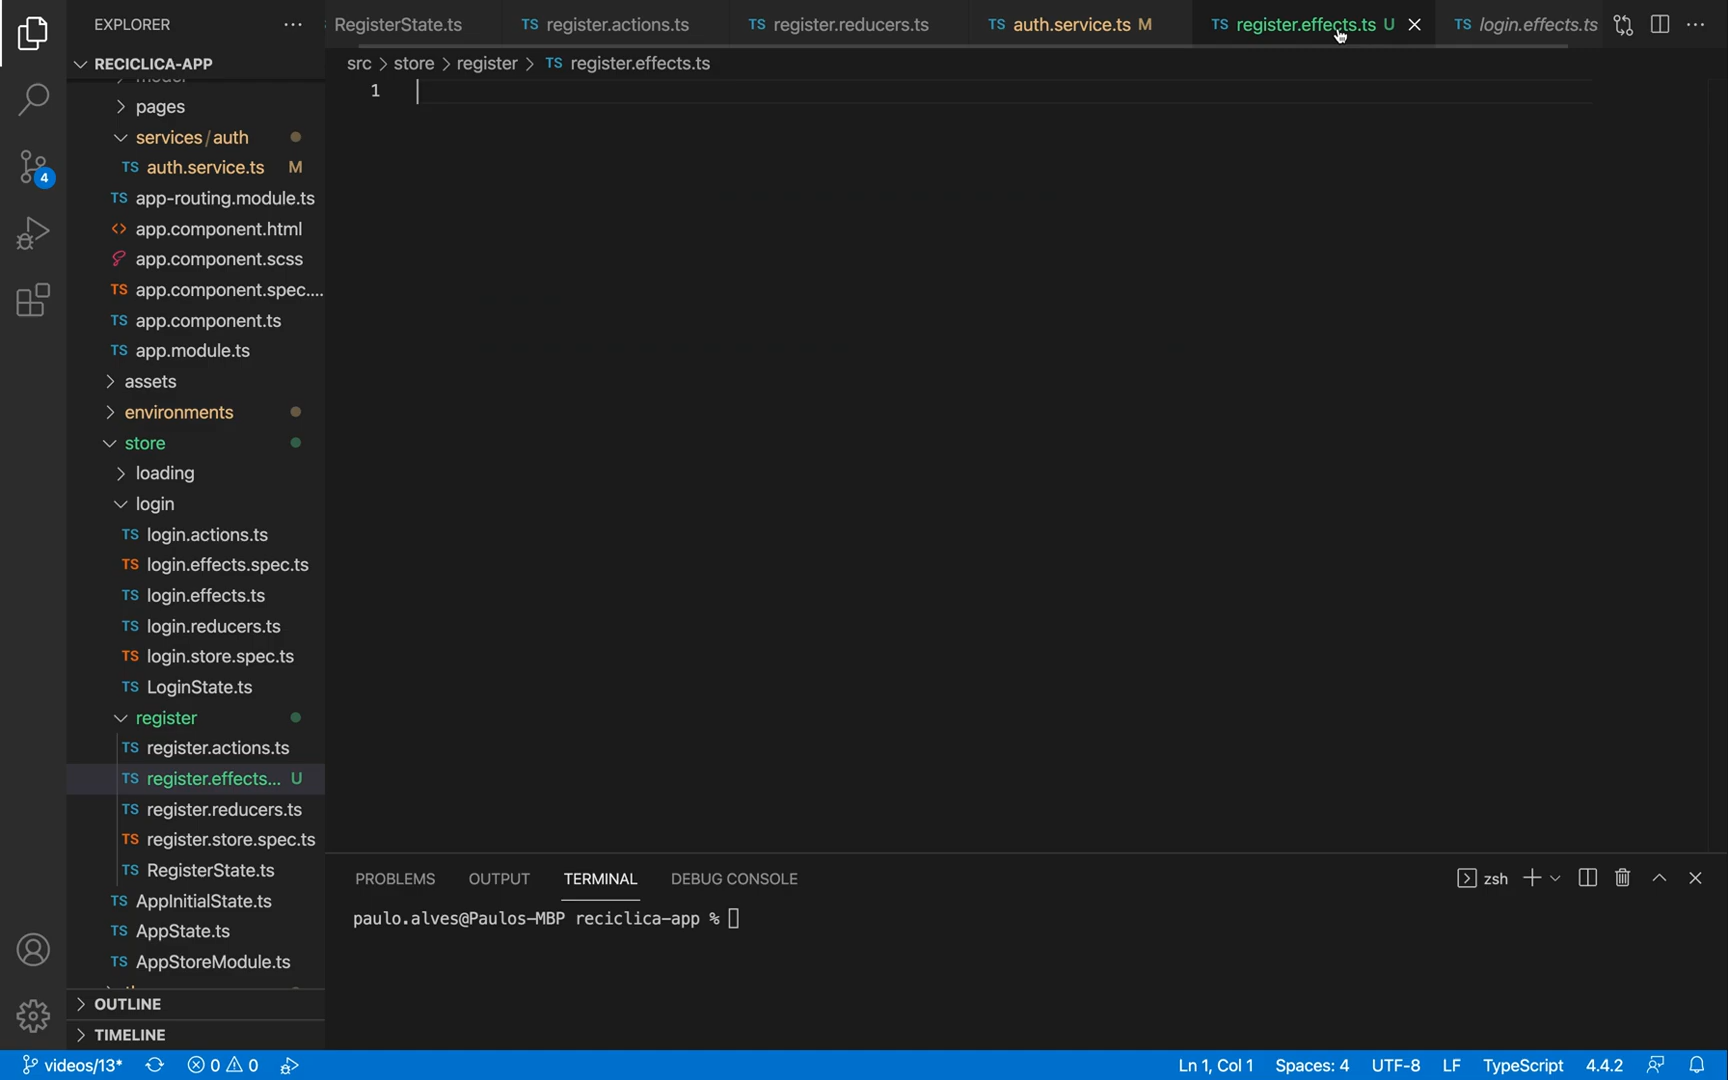 EXPLORER
RegisterState.ts
TS register.actions.ts
TS register.reducers.ts
TS auth.service.ts M
TS register.effects.ts U
TS login.effects.ts
RECICLICA-APP
src > store > register > TS register.effects.ts
1
pages
services / auth
TS auth.service.ts M
TS app-routing.module.ts
<> app.component.html
app.component.scss
TS app.component.spec....
TS app.component.ts
TS app.module.ts
assets
environments
store
loading
login
TS login.actions.ts
TS login.effects.spec.ts
TS login.effects.ts
TS login.reducers.ts
TS login.store.spec.ts
TS LoginState.ts
register
TS register.actions.ts
TS register.effects... U
TS register.reducers.ts
TS register.store.spec.ts
TS RegisterState.ts
TS AppInitialState.ts
TS AppState.ts
TS AppStoreModule.ts
OUTLINE
TIMELINE
4
PROBLEMS OUTPUT TERMINAL DEBUG CONSOLE
zsh
paulo.alves@Paulos-MBP reciclica-app %
videos/13* 0 0
Ln 1, Col 1 Spaces: 4 UTF-8 LF TypeScript 4.4.2